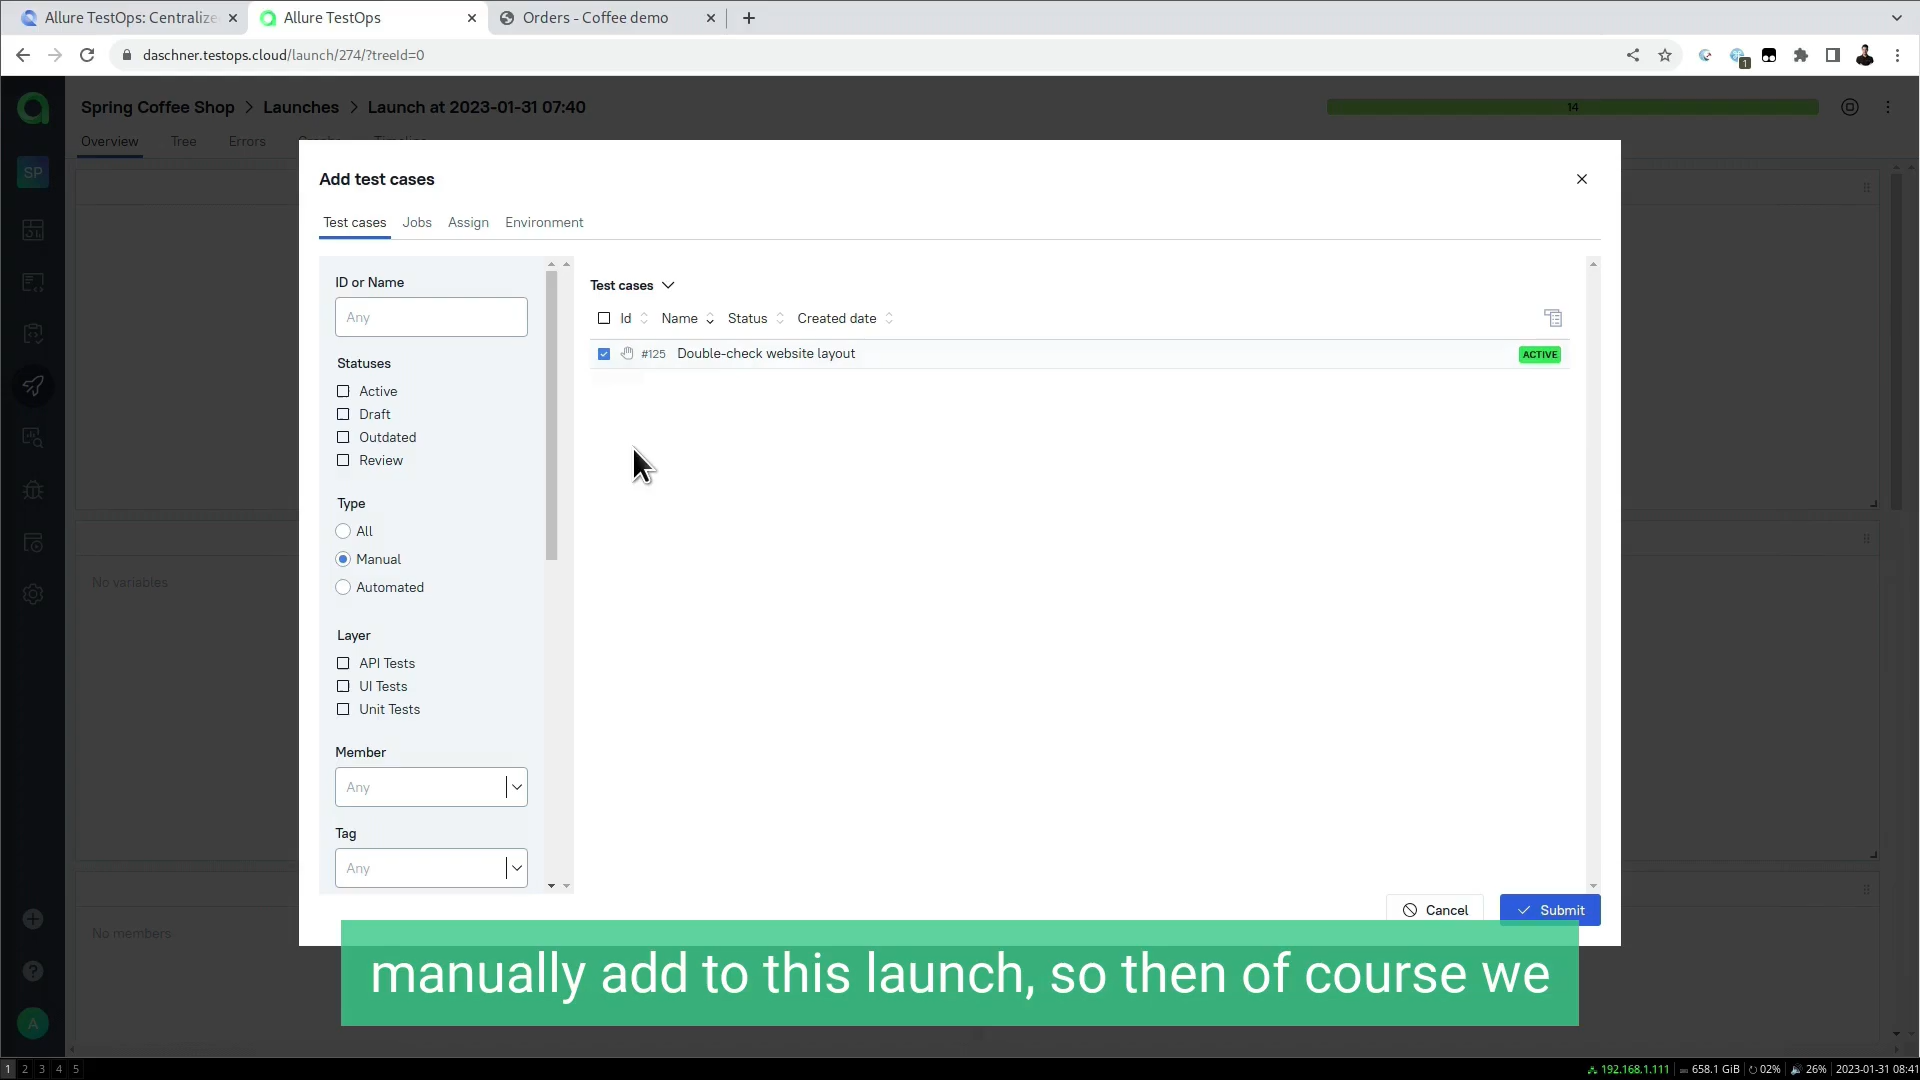 Allure TestOps: Centralize
Allure TestOps
Orders - Coffee demo
daschner.testops.cloud/launch/274/?treeId=0
1
Spring Coffee Shop > Launches > Launch at 2023-01-31 07:40
14
Overview Tree Errors Graphs Timeline
SP
Add test cases
Test cases Jobs Assign Environment
ID or Name
Any
Statuses
Active
Draft
Outdated
Review
Type
All
Manual
Automated
Layer
API Tests
UI Tests
Unit Tests
Member
Any
Tag
Any
Test cases
Id Name Status Created date
#125 Double-check website layout ACTIVE
No variables
No members
Cancel Submit
A
manually add to this launch, so then of course we
1 2 3 4 5
192.168.1.111 658.1 GiB 02% 26% 2023-01-31 08:41